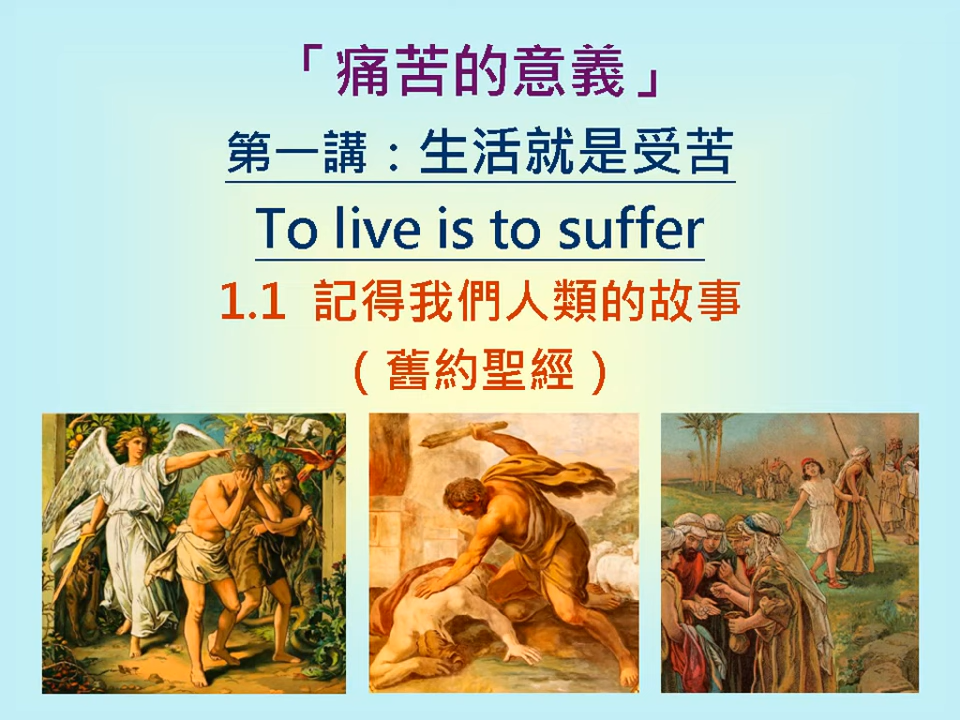 「痛苦的意義」
第一講：生活就是受苦
To live is to suffer
1.1 記得我們人類的故事
（舊約聖經）